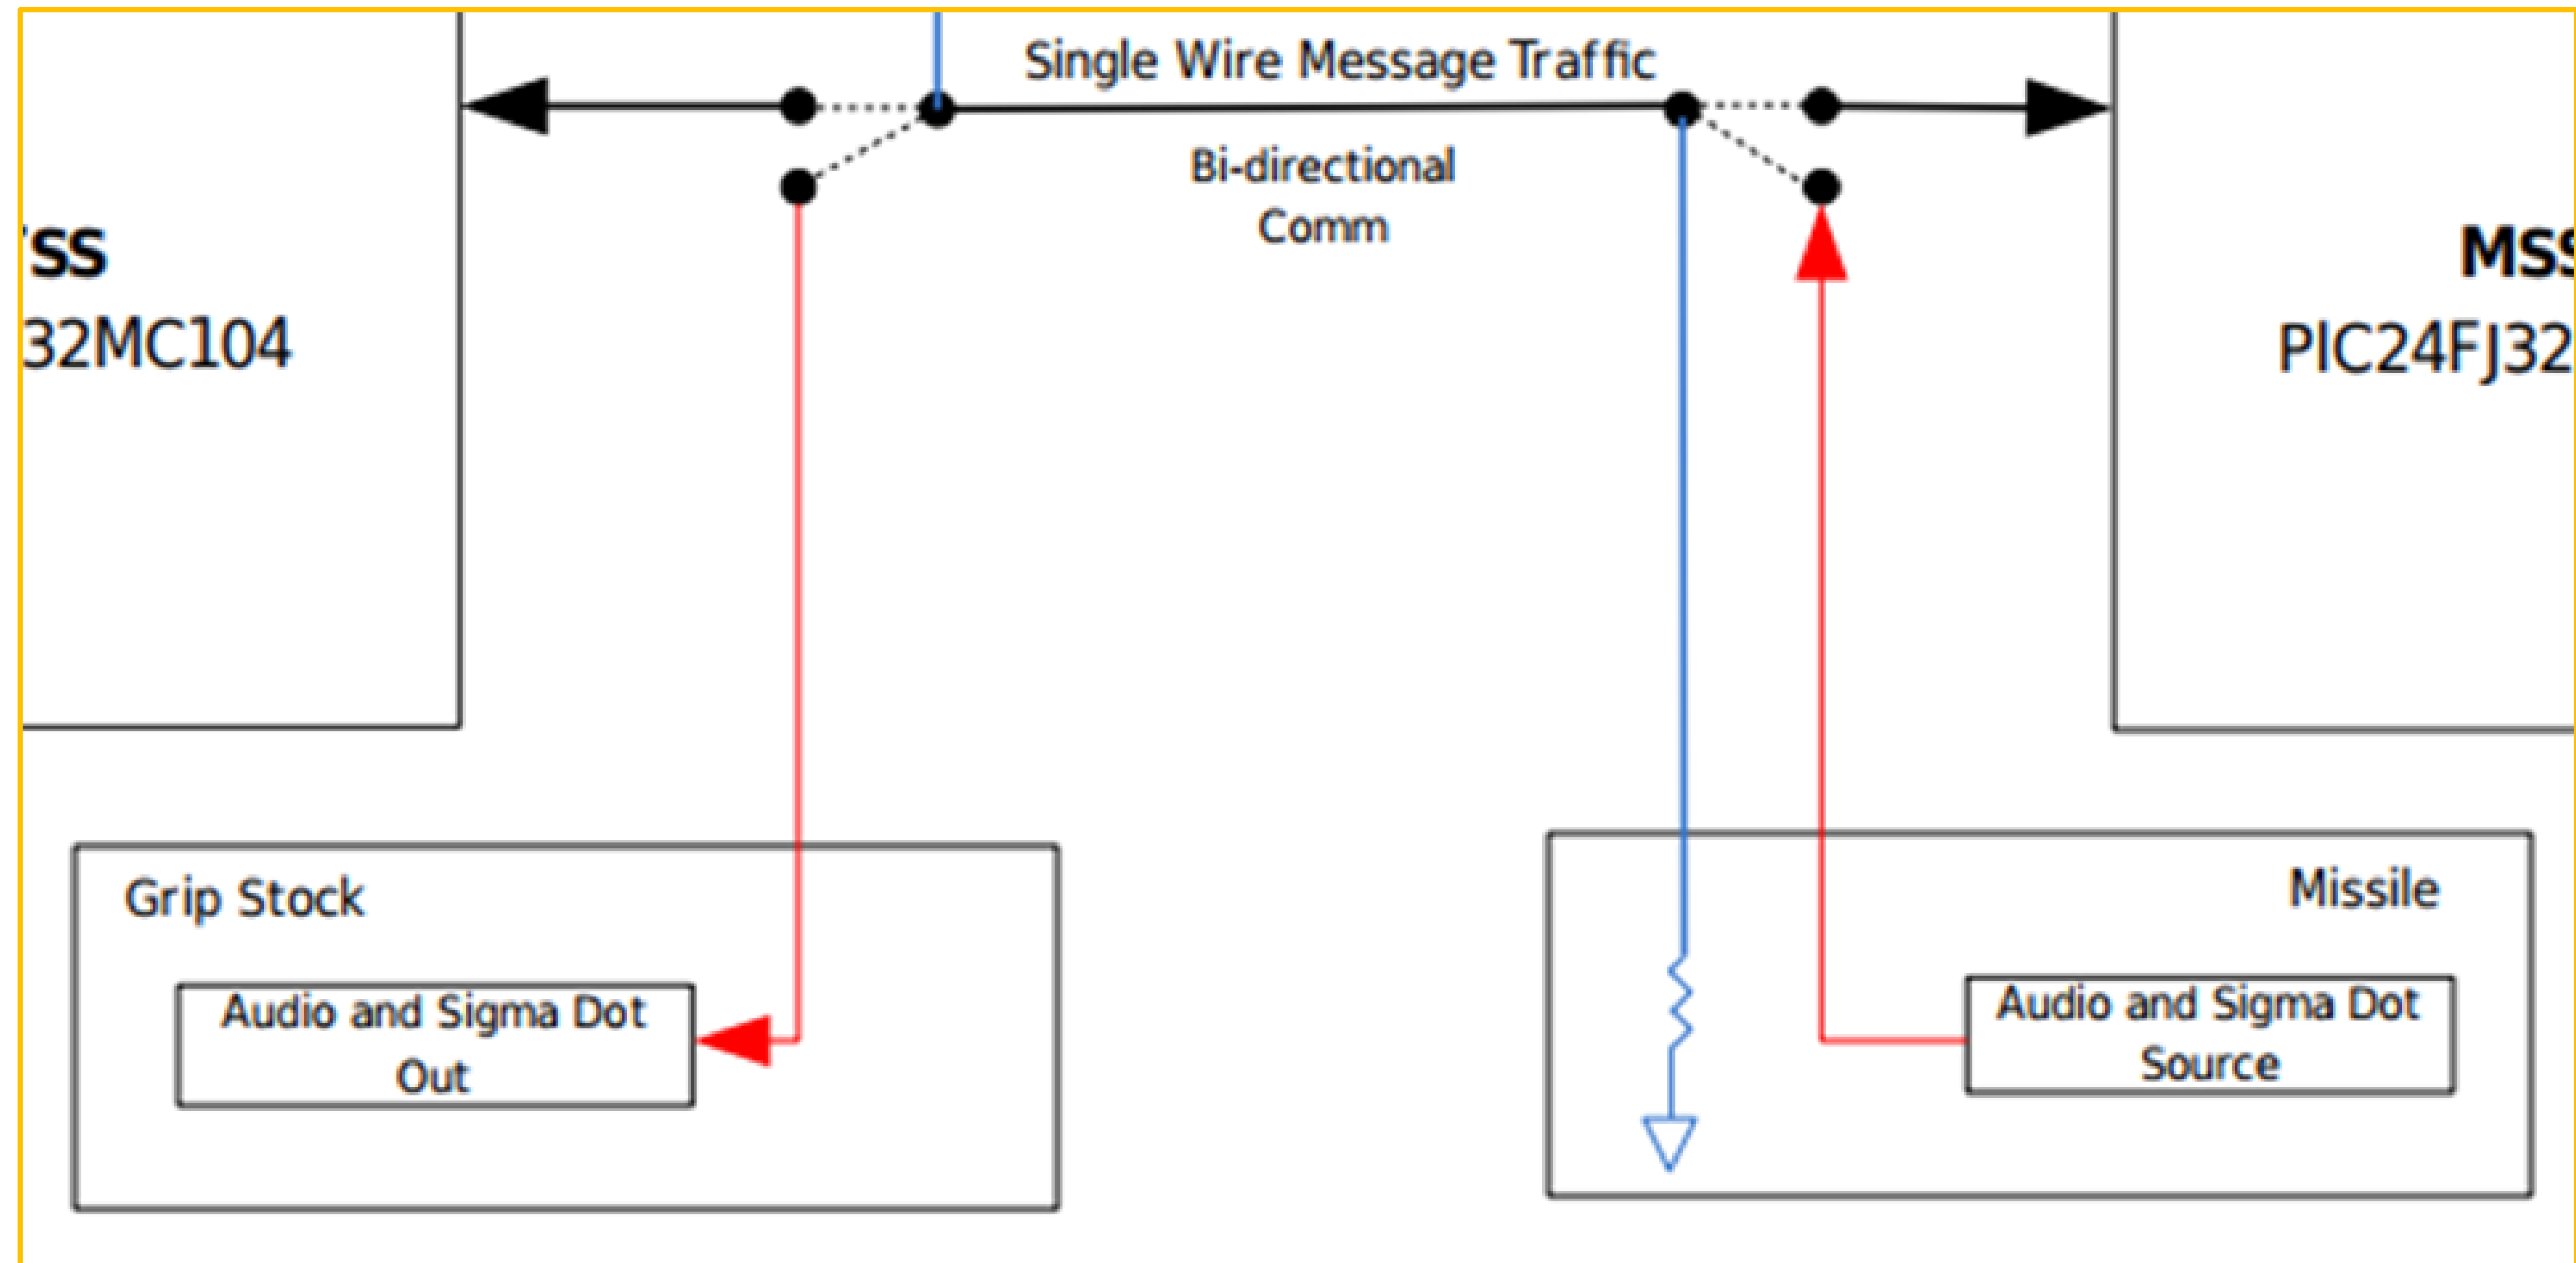 Single Wire Message Traffic
Bi-directional
Comm
SS
32MC104
MSS
PIC24FJ32
Grip Stock
Missile
Audio and Sigma Dot
Out
Audio and Sigma Dot
Source